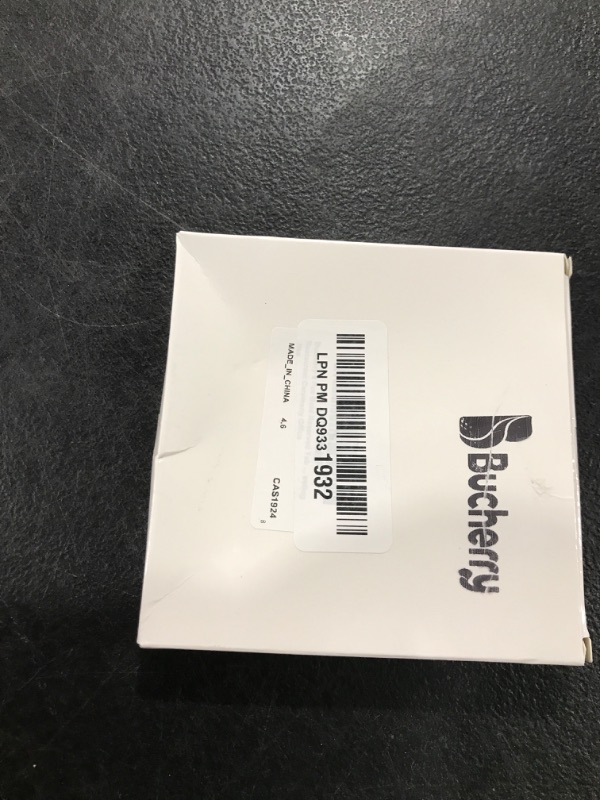 Bucherry
LPN PM DQ9331932
MADE_IN_CHINA 4.6
CAS1924